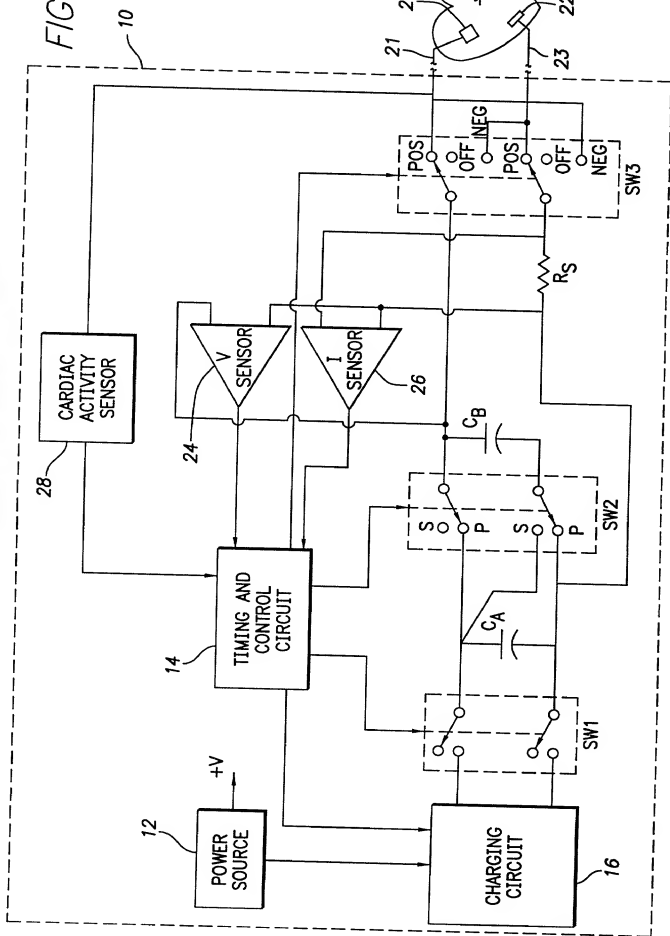 FIG
10
2
22
21
23
POS
OFF
NEG
POS
OFF
NEG
SW3
RS
V
SENSOR
24
I
SENSOR
26
CARDIAC
ACTIVITY
SENSOR
28
CB
S
P
S
P
SW2
TIMING AND
CONTROL
CIRCUIT
14
CA
SW1
+V
12
POWER
SOURCE
CHARGING
CIRCUIT
16